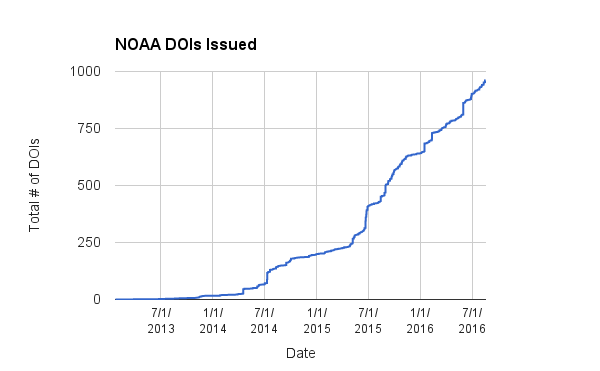 NOAA DOIs Issued
1000
750
500
250
0
Total # of DOIs
7/1/ 1/1/ 7/1/ 1/1/ 7/1/ 1/1/ 7/1/
2013 2014 2014 2015 2015 2016 2016
Date